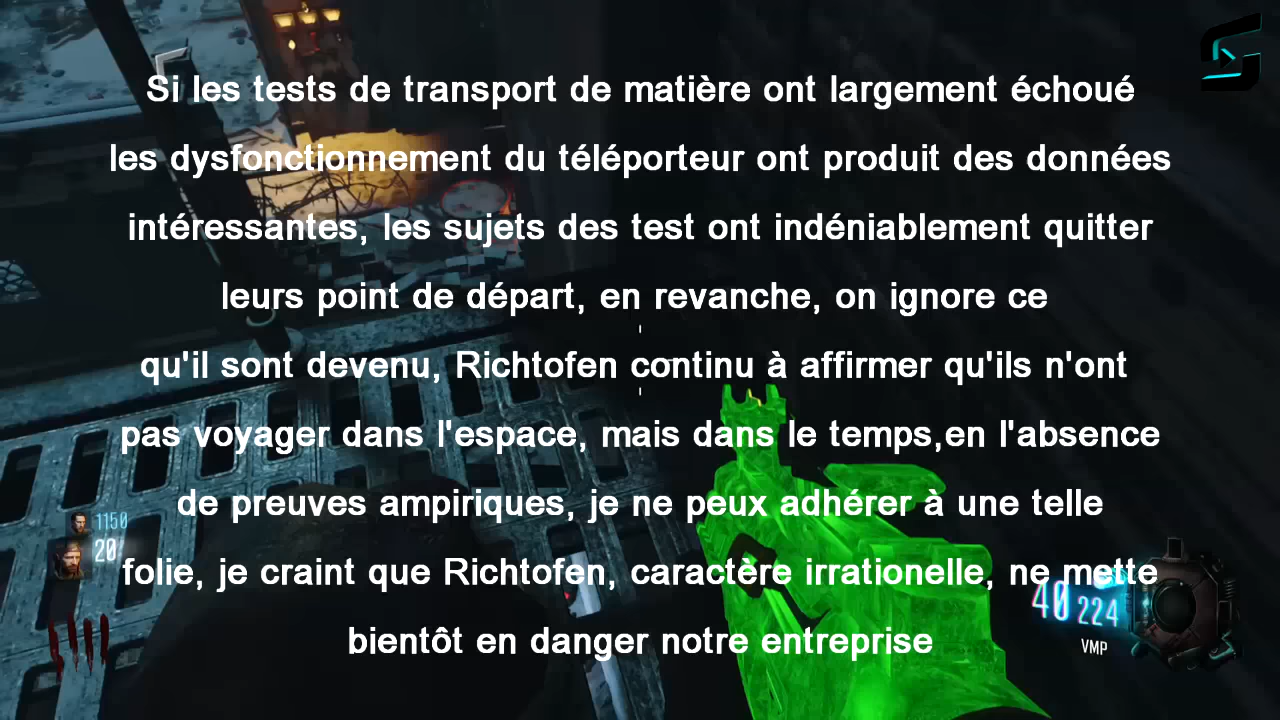 Si les tests de transport de matière ont largement échoué
les dysfonctionnement du téléporteur ont produit des données
intéressantes, les sujets des test ont indéniablement quitter
leurs point de départ, en revanche, on ignore ce
qu'il sont devenu, Richtofen continu à affirmer qu'ils n'ont
pas voyager dans l'espace, mais dans le temps,en l'absence
de preuves ampiriques, je ne peux adhérer à une telle
folie, je craint que Richtofen, caractère irrationelle, ne mette
bientôt en danger notre entreprise
1150
20
40 224
VMP